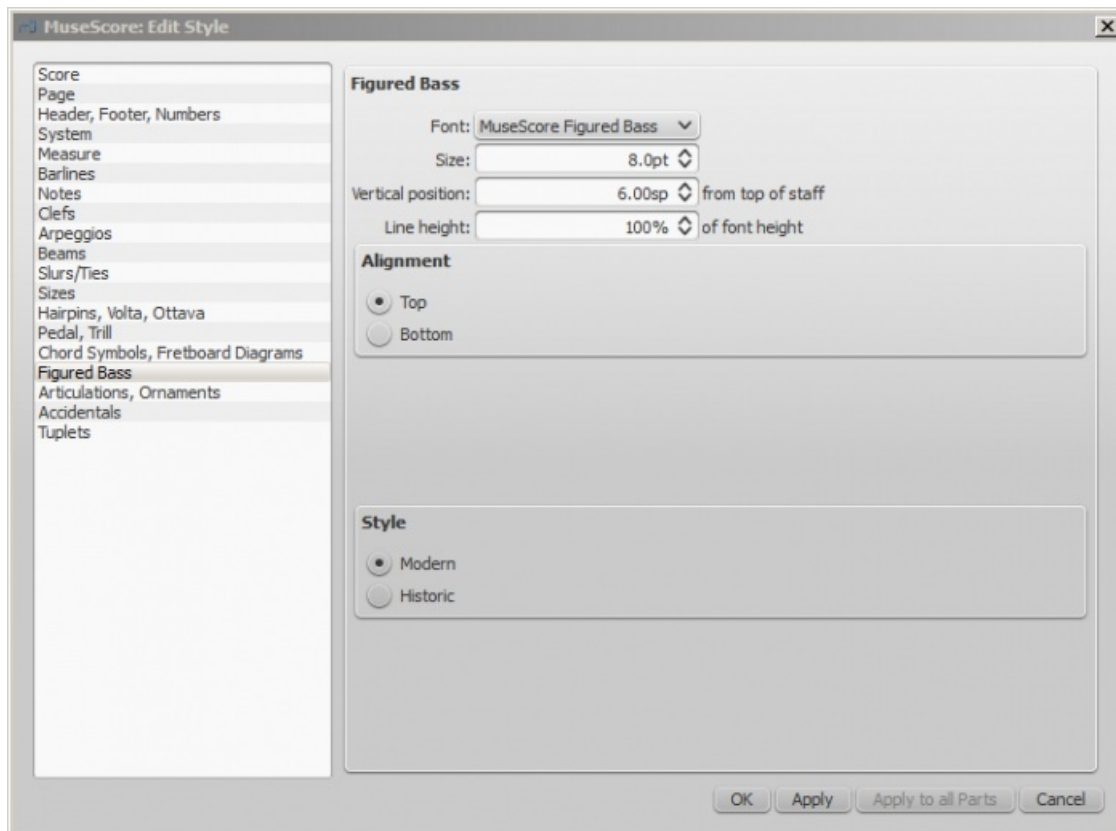 MuseScore: Edit Style
Score
Page
Header, Footer, Numbers
System
Measure
Barlines
Notes
Clefs
Arpeggios
Beams
Slurs/Ties
Sizes
Hairpins, Volta, Ottava
Pedal, Trill
Chord Symbols, Fretboard Diagrams
Figured Bass
Articulations, Ornaments
Accidentals
Tuplets
Figured Bass
Font: MuseScore Figured Bass
Size: 8.0pt
Vertical position: 6.00sp from top of staff
Line height: 100% of font height
Alignment
Top
Bottom
Style
Modern
Historic
OK Apply Apply to all Parts Cancel